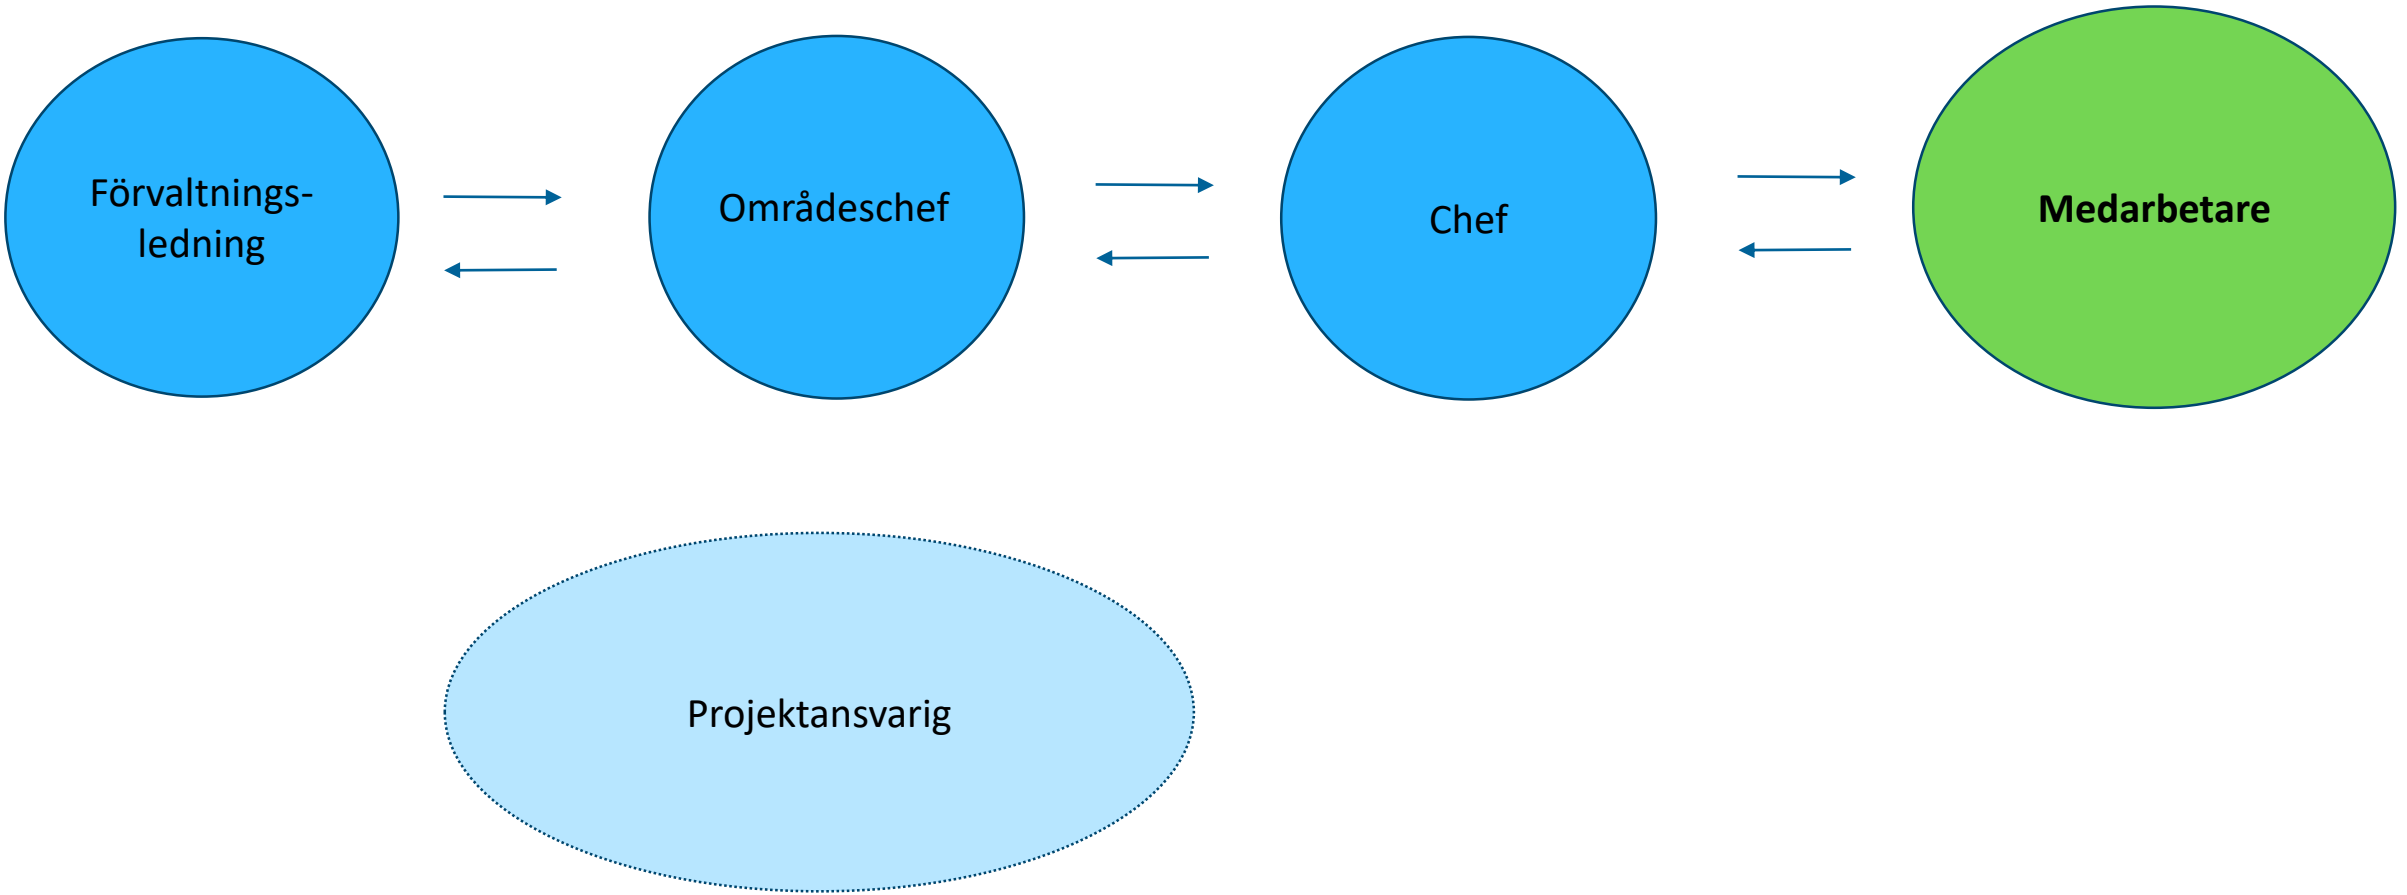 Förvaltnings-
ledning
Områdeschef
Chef
Medarbetare
Projektansvarig